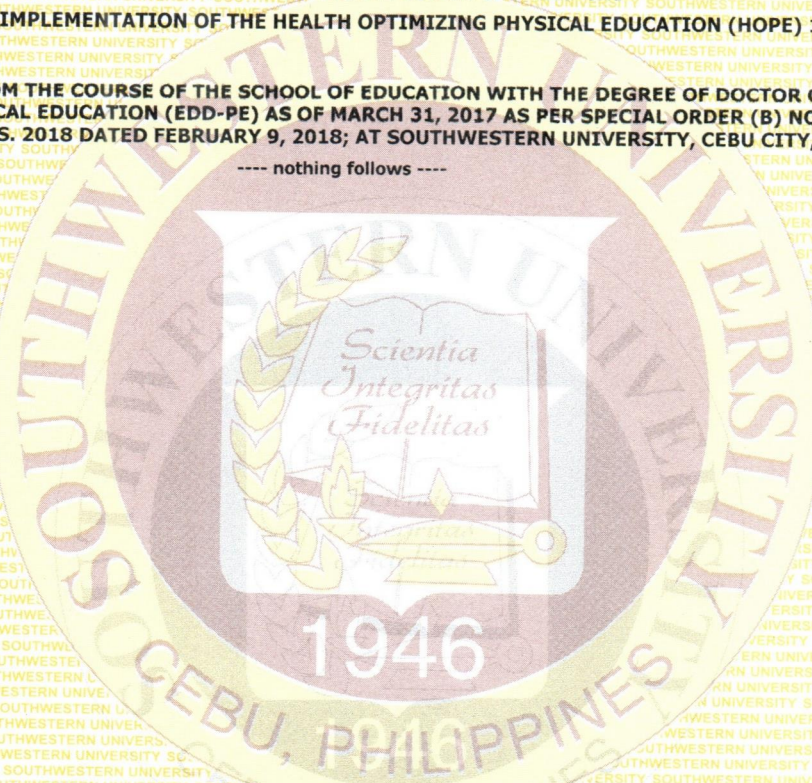 IMPLEMENTATION OF THE HEALTH OPTIMIZING PHYSICAL EDUCATION (HOPE)
OM THE COURSE OF THE SCHOOL OF EDUCATION WITH THE DEGREE OF DOCTOR
CAL EDUCATION (EDD-PE) AS OF MARCH 31, 2017 AS PER SPECIAL ORDER (B) NO
S. 2018 DATED FEBRUARY 9, 2018; AT SOUTHWESTERN UNIVERSITY, CEBU CITY,
---- nothing follows ----
SOUTHWESTERN UNIVERSITY
Scientia
Integritas
Fidelitas
1946
CEBU, PHILIPPINES
1946